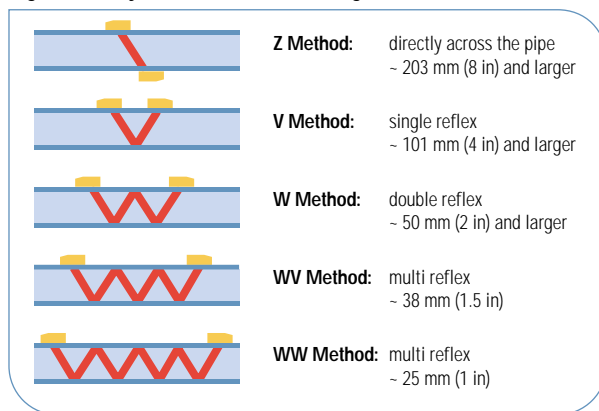 Z Method: directly across the pipe
~ 203 mm (8 in) and larger
V Method: single reflex
~ 101 mm (4 in) and larger
W Method: double reflex
~ 50 mm (2 in) and larger
WV Method: multi reflex
~ 38 mm (1.5 in)
WW Method: multi reflex
~ 25 mm (1 in)